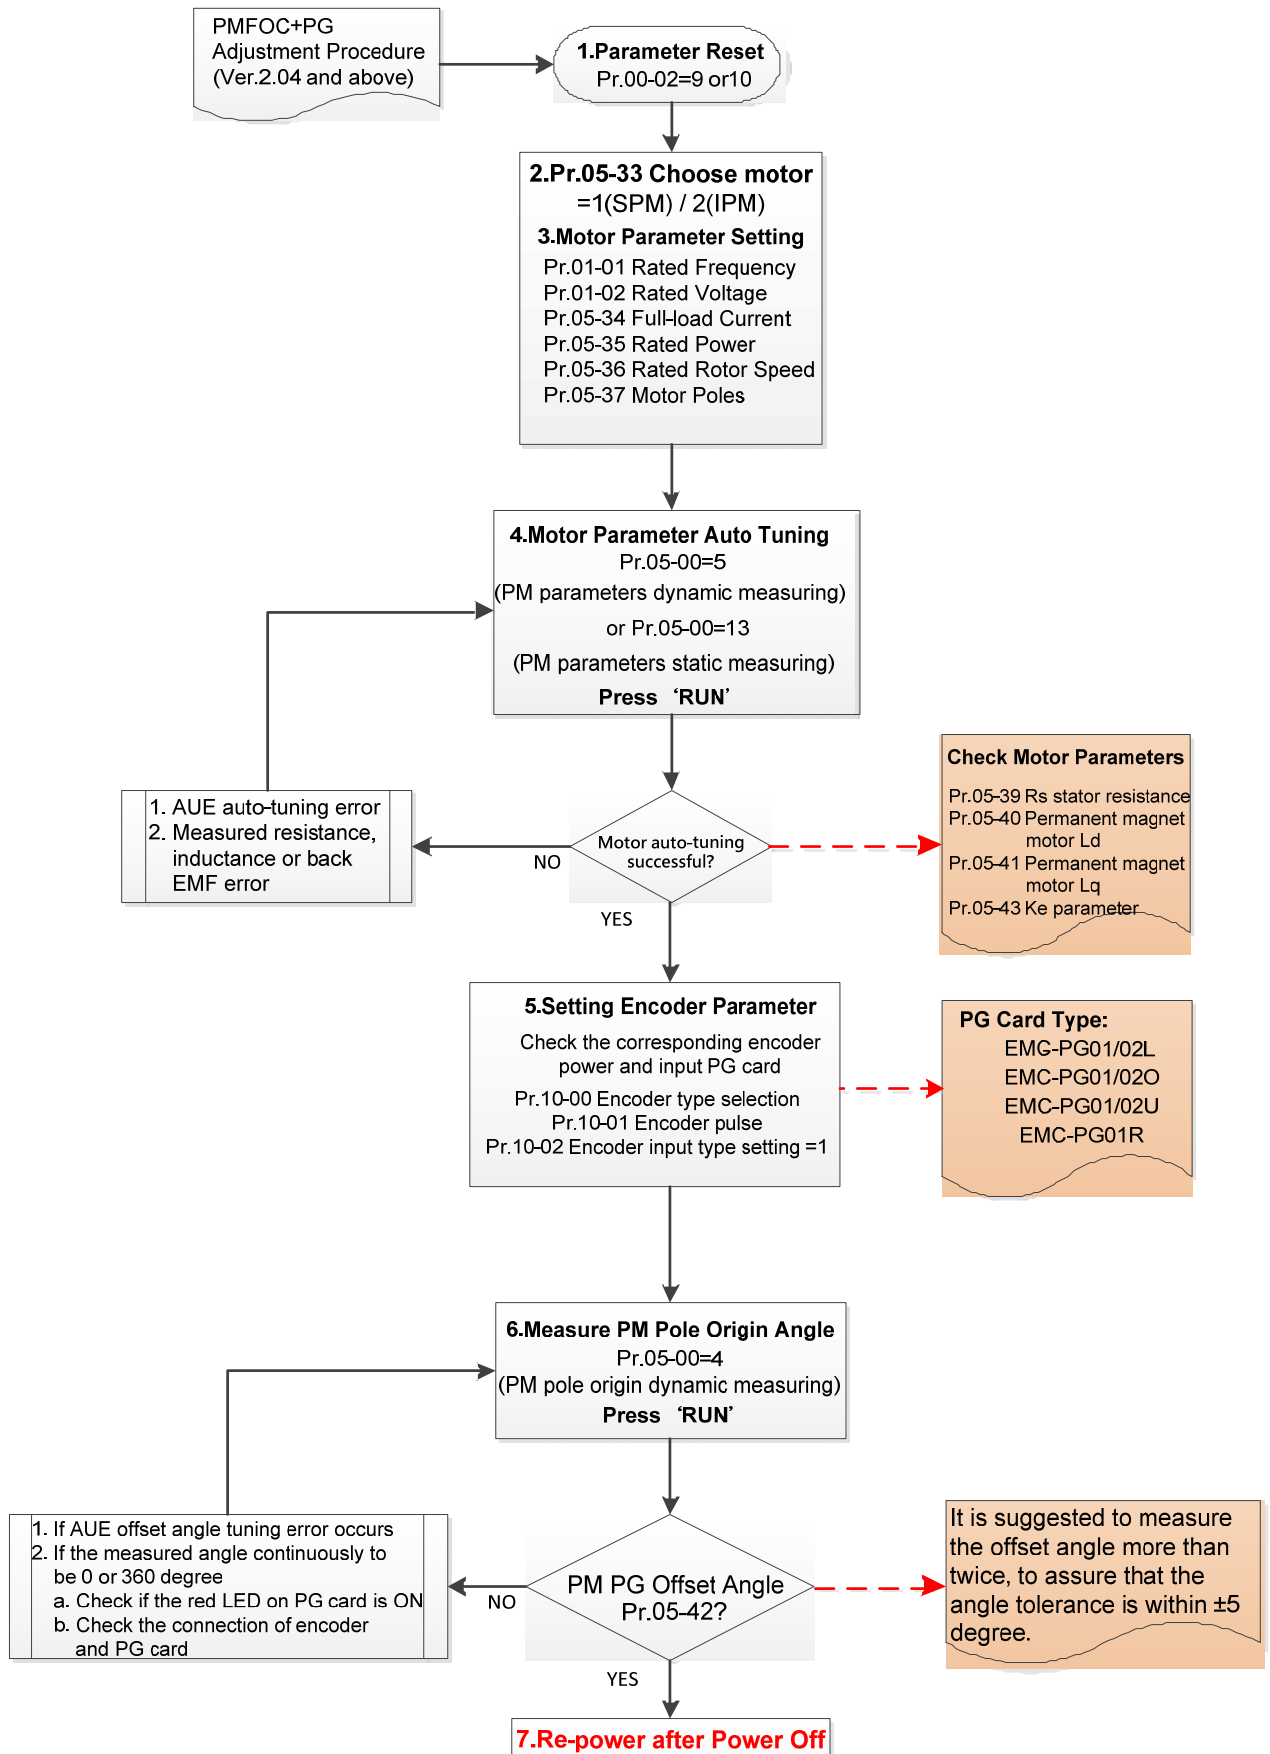 PMFOC+PG
Adjustment Procedure
(Ver.2.04 and above)
1.Parameter Reset
Pr.00-02=9 or10
2.Pr.05-33 Choose motor
=1(SPM) / 2(IPM)
3.Motor Parameter Setting
Pr.01-01 Rated Frequency
Pr.01-02 Rated Voltage
Pr.05-34 Full-load Current
Pr.05-35 Rated Power
Pr.05-36 Rated Rotor Speed
Pr.05-37 Motor Poles
4.Motor Parameter Auto Tuning
Pr.05-00=5
(PM parameters dynamic measuring)
or Pr.05-00=13
(PM parameters static measuring)
Press ‘RUN’
Motor auto-tuning
successful?
NO
YES
1. AUE auto-tuning error
2. Measured resistance,
inductance or back
EMF error
Check Motor Parameters
Pr.05-39 Rs stator resistance
Pr.05-40 Permanent magnet
motor Ld
Pr.05-41 Permanent magnet
motor Lq
Pr.05-43 Ke parameter
5.Setting Encoder Parameter
Check the corresponding encoder
power and input PG card
Pr.10-00 Encoder type selection
Pr.10-01 Encoder pulse
Pr.10-02 Encoder input type setting =1
PG Card Type:
EMC-PG01/02L
EMC-PG01/02O
EMC-PG01/02U
EMC-PG01R
6.Measure PM Pole Origin Angle
Pr.05-00=4
(PM pole origin dynamic measuring)
Press ‘RUN’
PM PG Offset Angle
Pr.05-42?
NO
YES
1. If AUE offset angle tuning error occurs
2. If the measured angle continuously to
be 0 or 360 degree
a. Check if the red LED on PG card is ON
b. Check the connection of encoder
and PG card
It is suggested to measure
the offset angle more than
twice, to assure that the
angle tolerance is within ±5
degree.
7.Re-power after Power Off